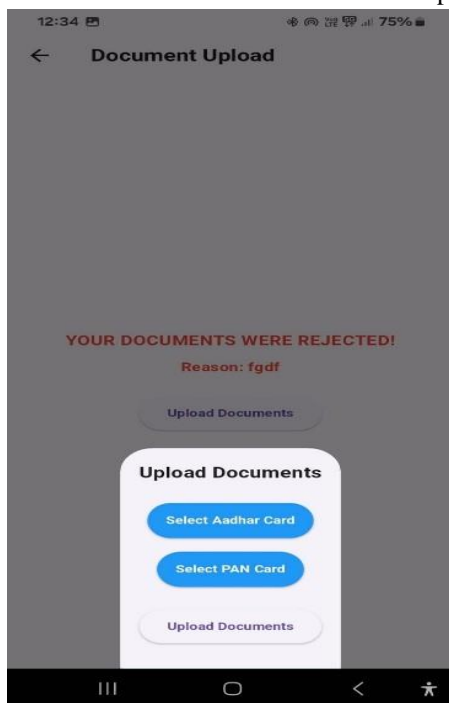 12:34 75%
Document Upload
YOUR DOCUMENTS WERE REJECTED!
Reason: fgdf
Upload Documents
Upload Documents
Select Aadhar Card
Select PAN Card
Upload Documents